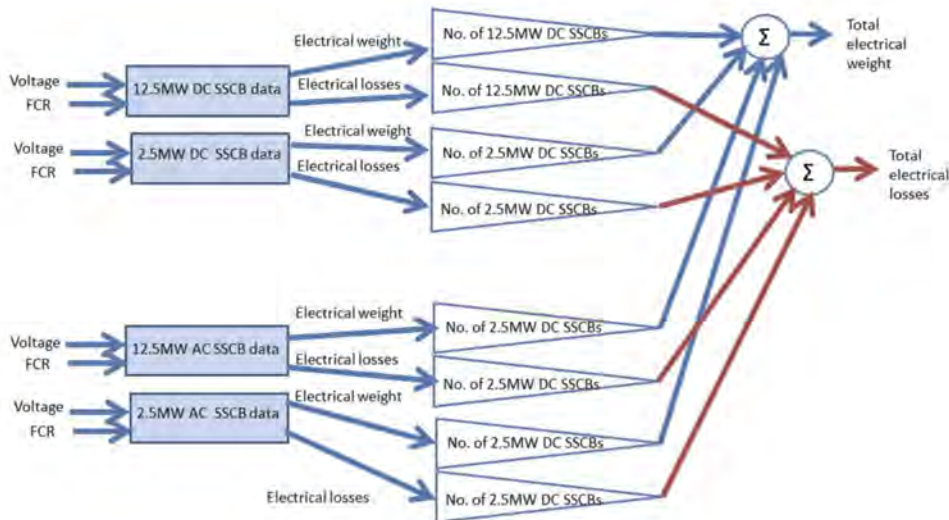 No. of 12.5MW DC SSCBs
Σ
Total
electrical
weight
Electrical weight
Voltage
FCR
12.5MW DC SSCB data
Electrical losses
No. of 12.5MW DC SSCBs
Voltage
FCR
2.5MW DC SSCB data
Electrical weight
No. of 2.5MW DC SSCBs
Electrical losses
No. of 2.5MW DC SSCBs
Σ
Total
electrical
losses
Electrical weight
No. of 2.5MW DC SSCBs
Voltage
FCR
12.5MW AC SSCB data
Electrical losses
No. of 2.5MW DC SSCBs
Electrical weight
Voltage
FCR
2.5MW AC SSCB data
No. of 2.5MW DC SSCBs
Electrical losses
No. of 2.5MW DC SSCBs